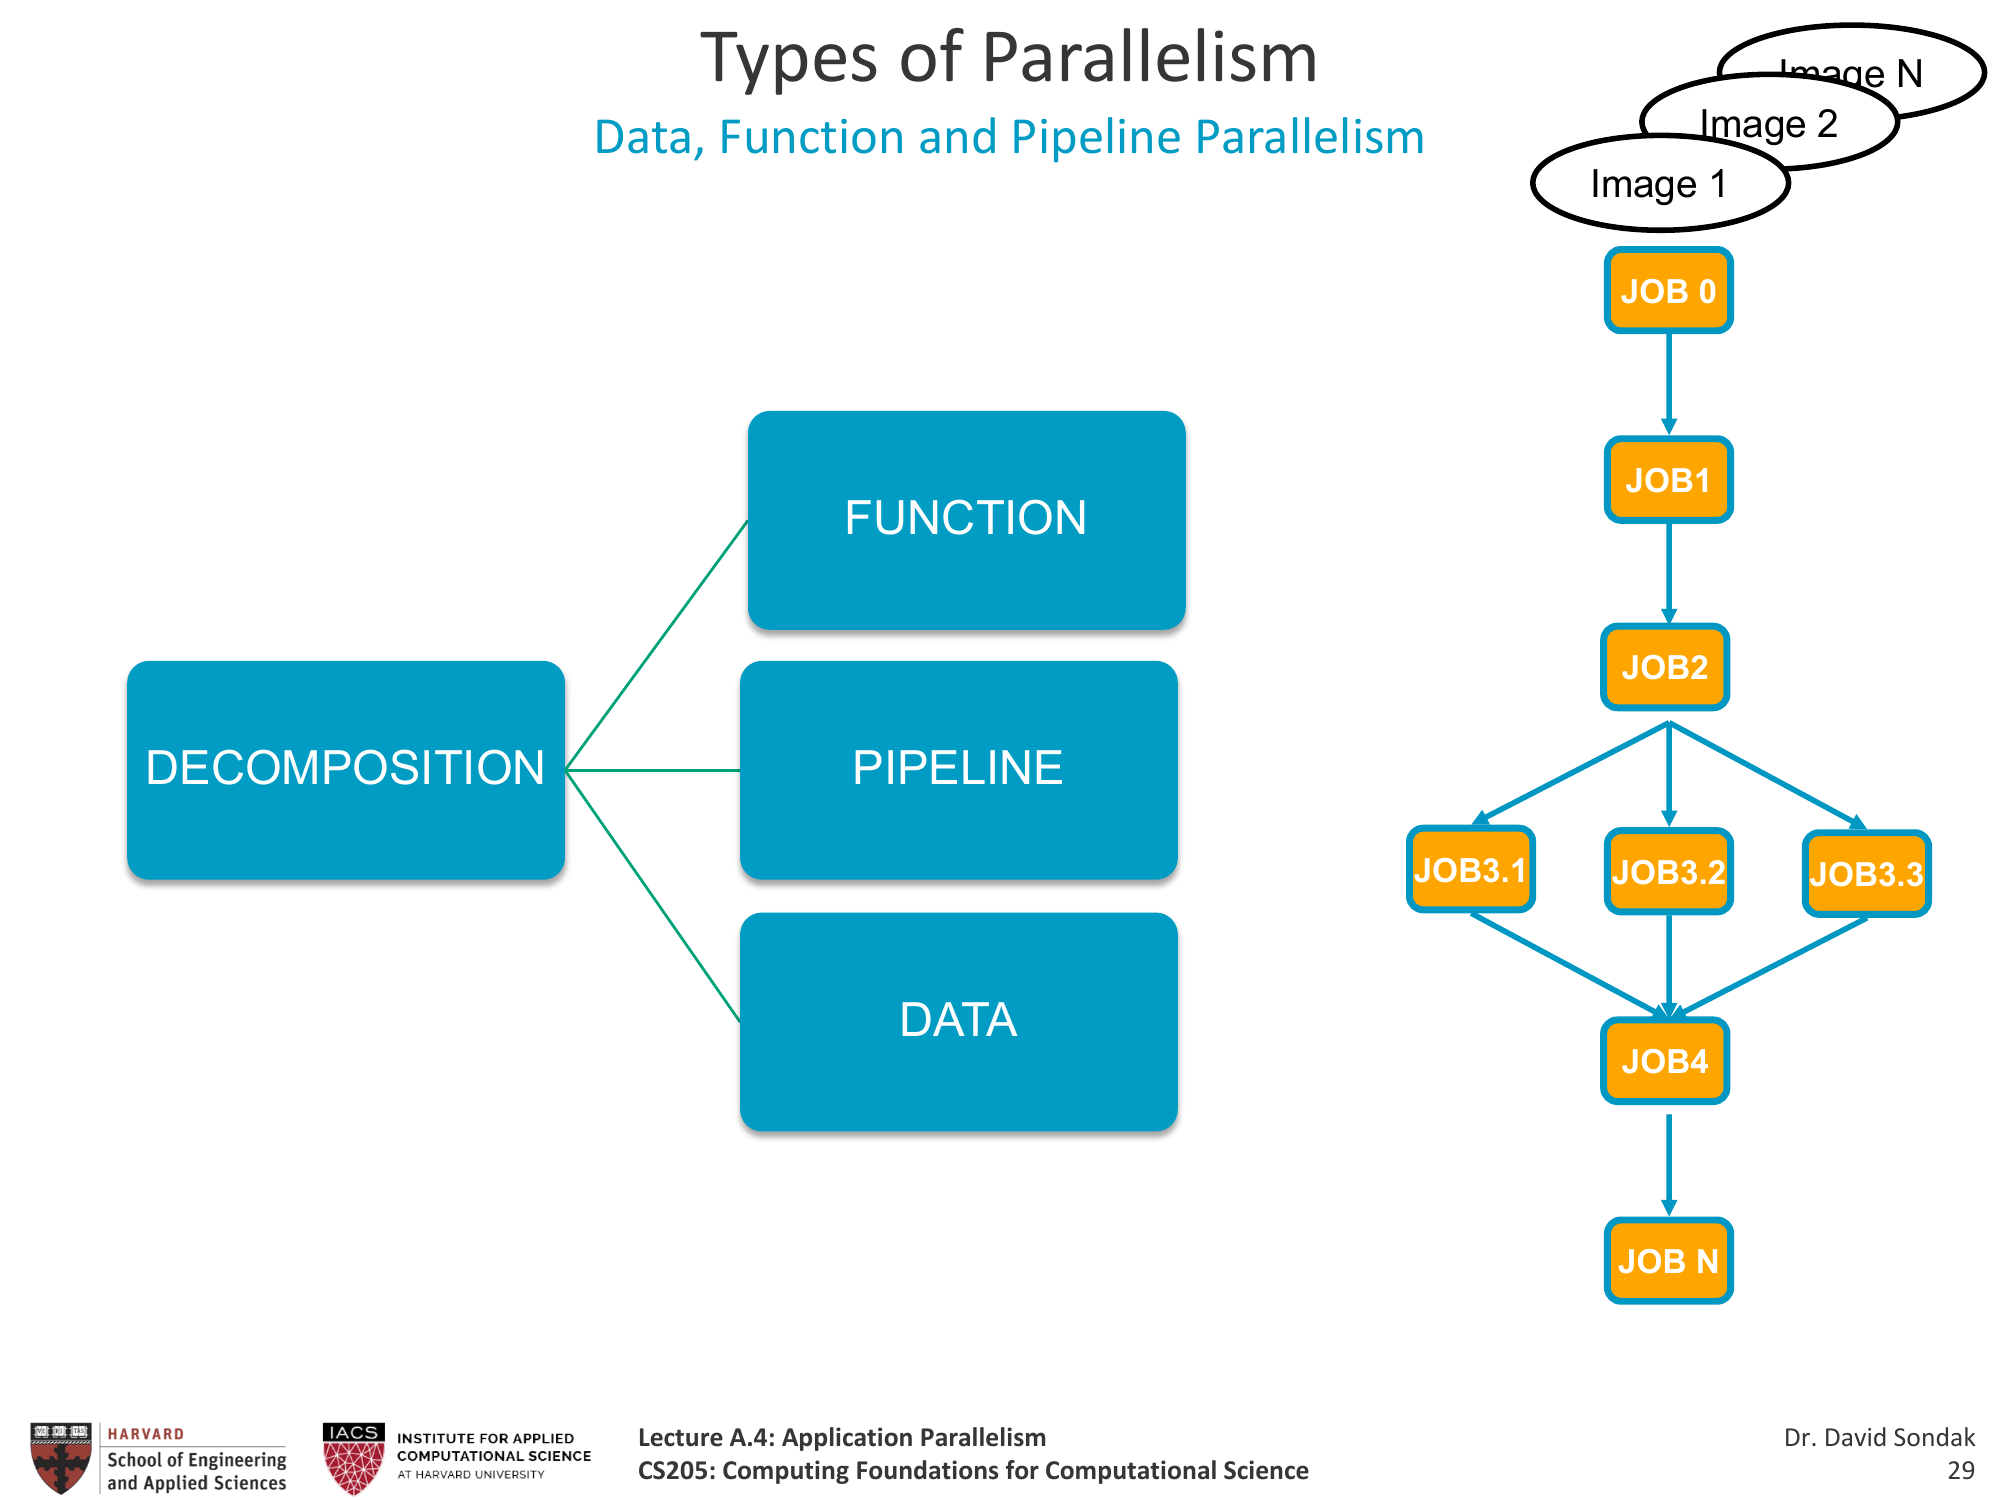 Types of Parallelism
Data, Function and Pipeline Parallelism
Image N
Image 2
Image 1
JOB 0
JOB1
JOB2
JOB3.1
JOB3.2
JOB3.3
JOB4
JOB N
FUNCTION
DECOMPOSITION
PIPELINE
DATA
HARVARD
School of Engineering
and Applied Sciences
IACS
INSTITUTE FOR APPLIED
COMPUTATIONAL SCIENCE
AT HARVARD UNIVERSITY
Lecture A.4: Application Parallelism
CS205: Computing Foundations for Computational Science
Dr. David Sondak
29